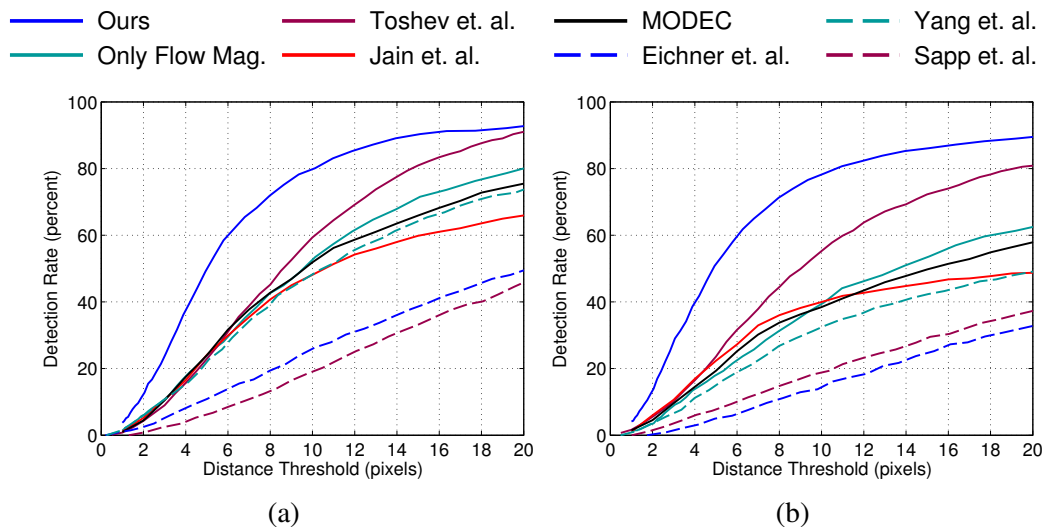 Ours
Toshev et. al.
MODEC
Yang et. al.
Only Flow Mag.
Jain et. al.
Eichner et. al.
Sapp et. al.
100
80
60
40
20
0
Detection Rate (percent)
0 2 4 6 8 10 12 14 16 18 20
Distance Threshold (pixels)
(a)
100
80
60
40
20
0
Detection Rate (percent)
0 2 4 6 8 10 12 14 16 18 20
Distance Threshold (pixels)
(b)